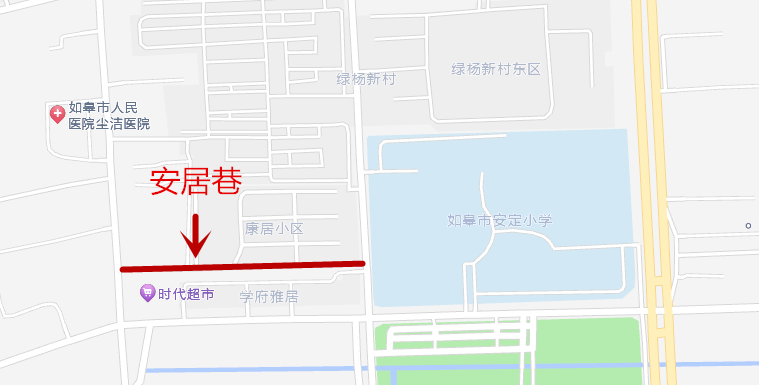 绿杨新村东区
绿杨新村
如皋市人民
医院尘洁医院
安居巷
如皋市安定小学
康居小区
时代超市
学府雅居